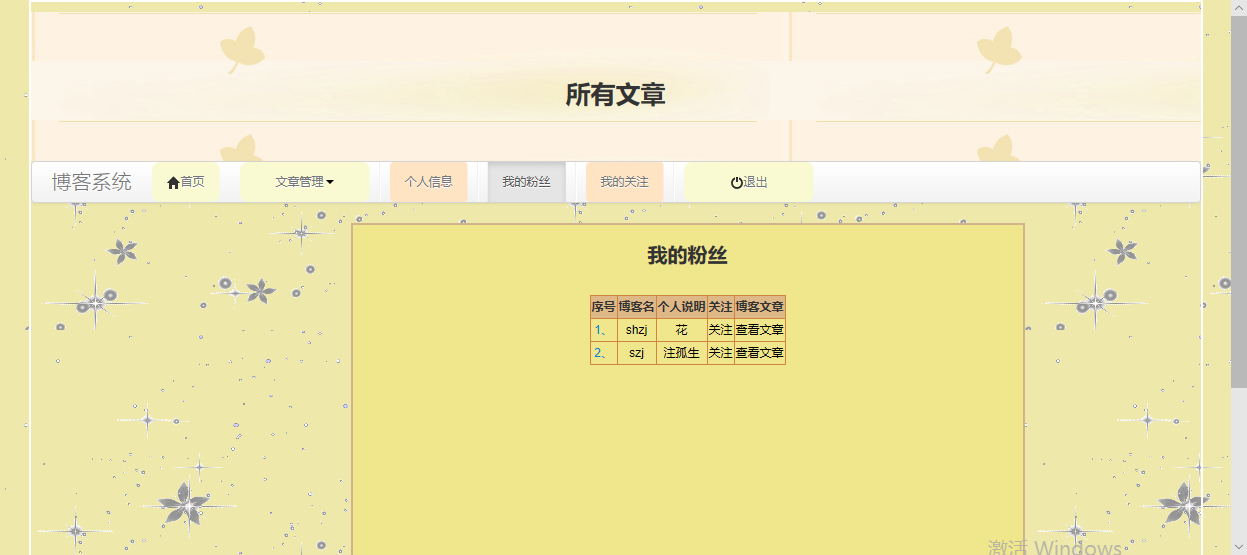 所有文章
博客系统 首页 文章管理 个人信息 我的粉丝 我的关注 退出
我的粉丝
序号 博客名 个人说明 关注 博客文章
1、 shzj 花 关注 查看文章
2、 szj 注孤生 关注 查看文章
激活 Windows